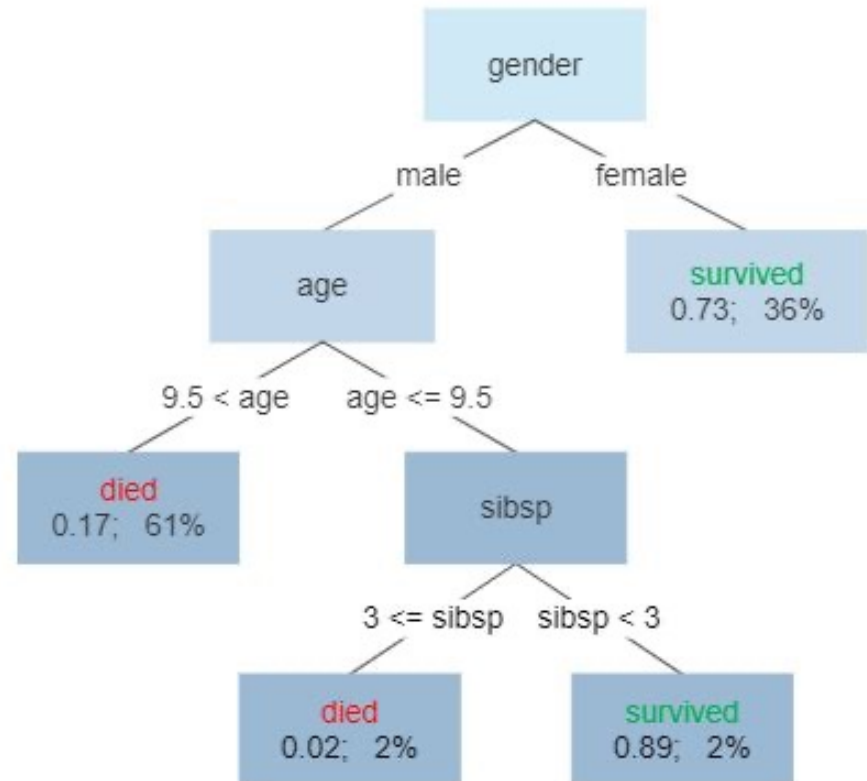 gender
male
female
age
survived
0.73; 36%
9.5 < age
age <= 9.5
died
0.17; 61%
sibsp
3 <= sibsp
sibsp < 3
died
0.02; 2%
survived
0.89; 2%